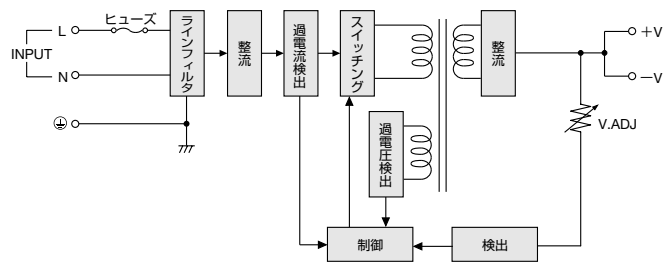 ヒューズ
L
INPUT
N
ラインフィルタ
整流
過電流検出
スイッチング
整流
+V
−V
過電圧検出
V.ADJ
制御
検出